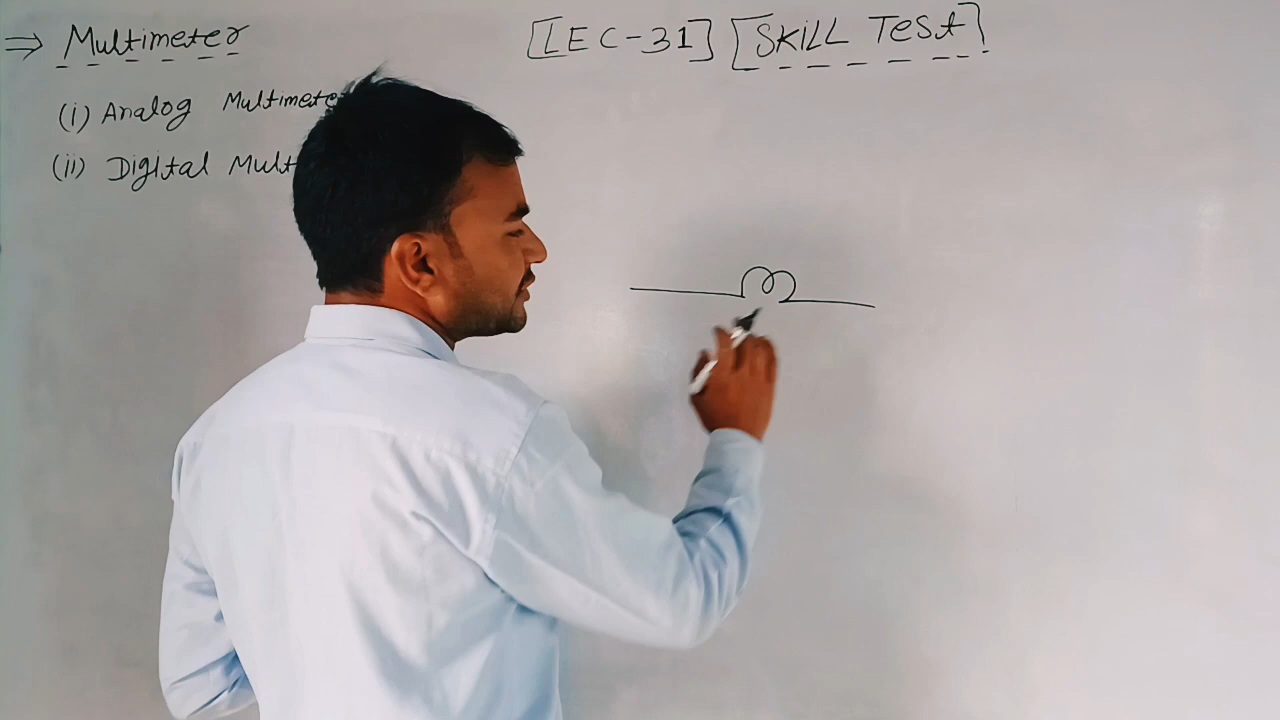 ⇒ Multimeter [LEC-31] [SKILL TEST]
(i) Analog Multimeter
(ii) Digital Mult